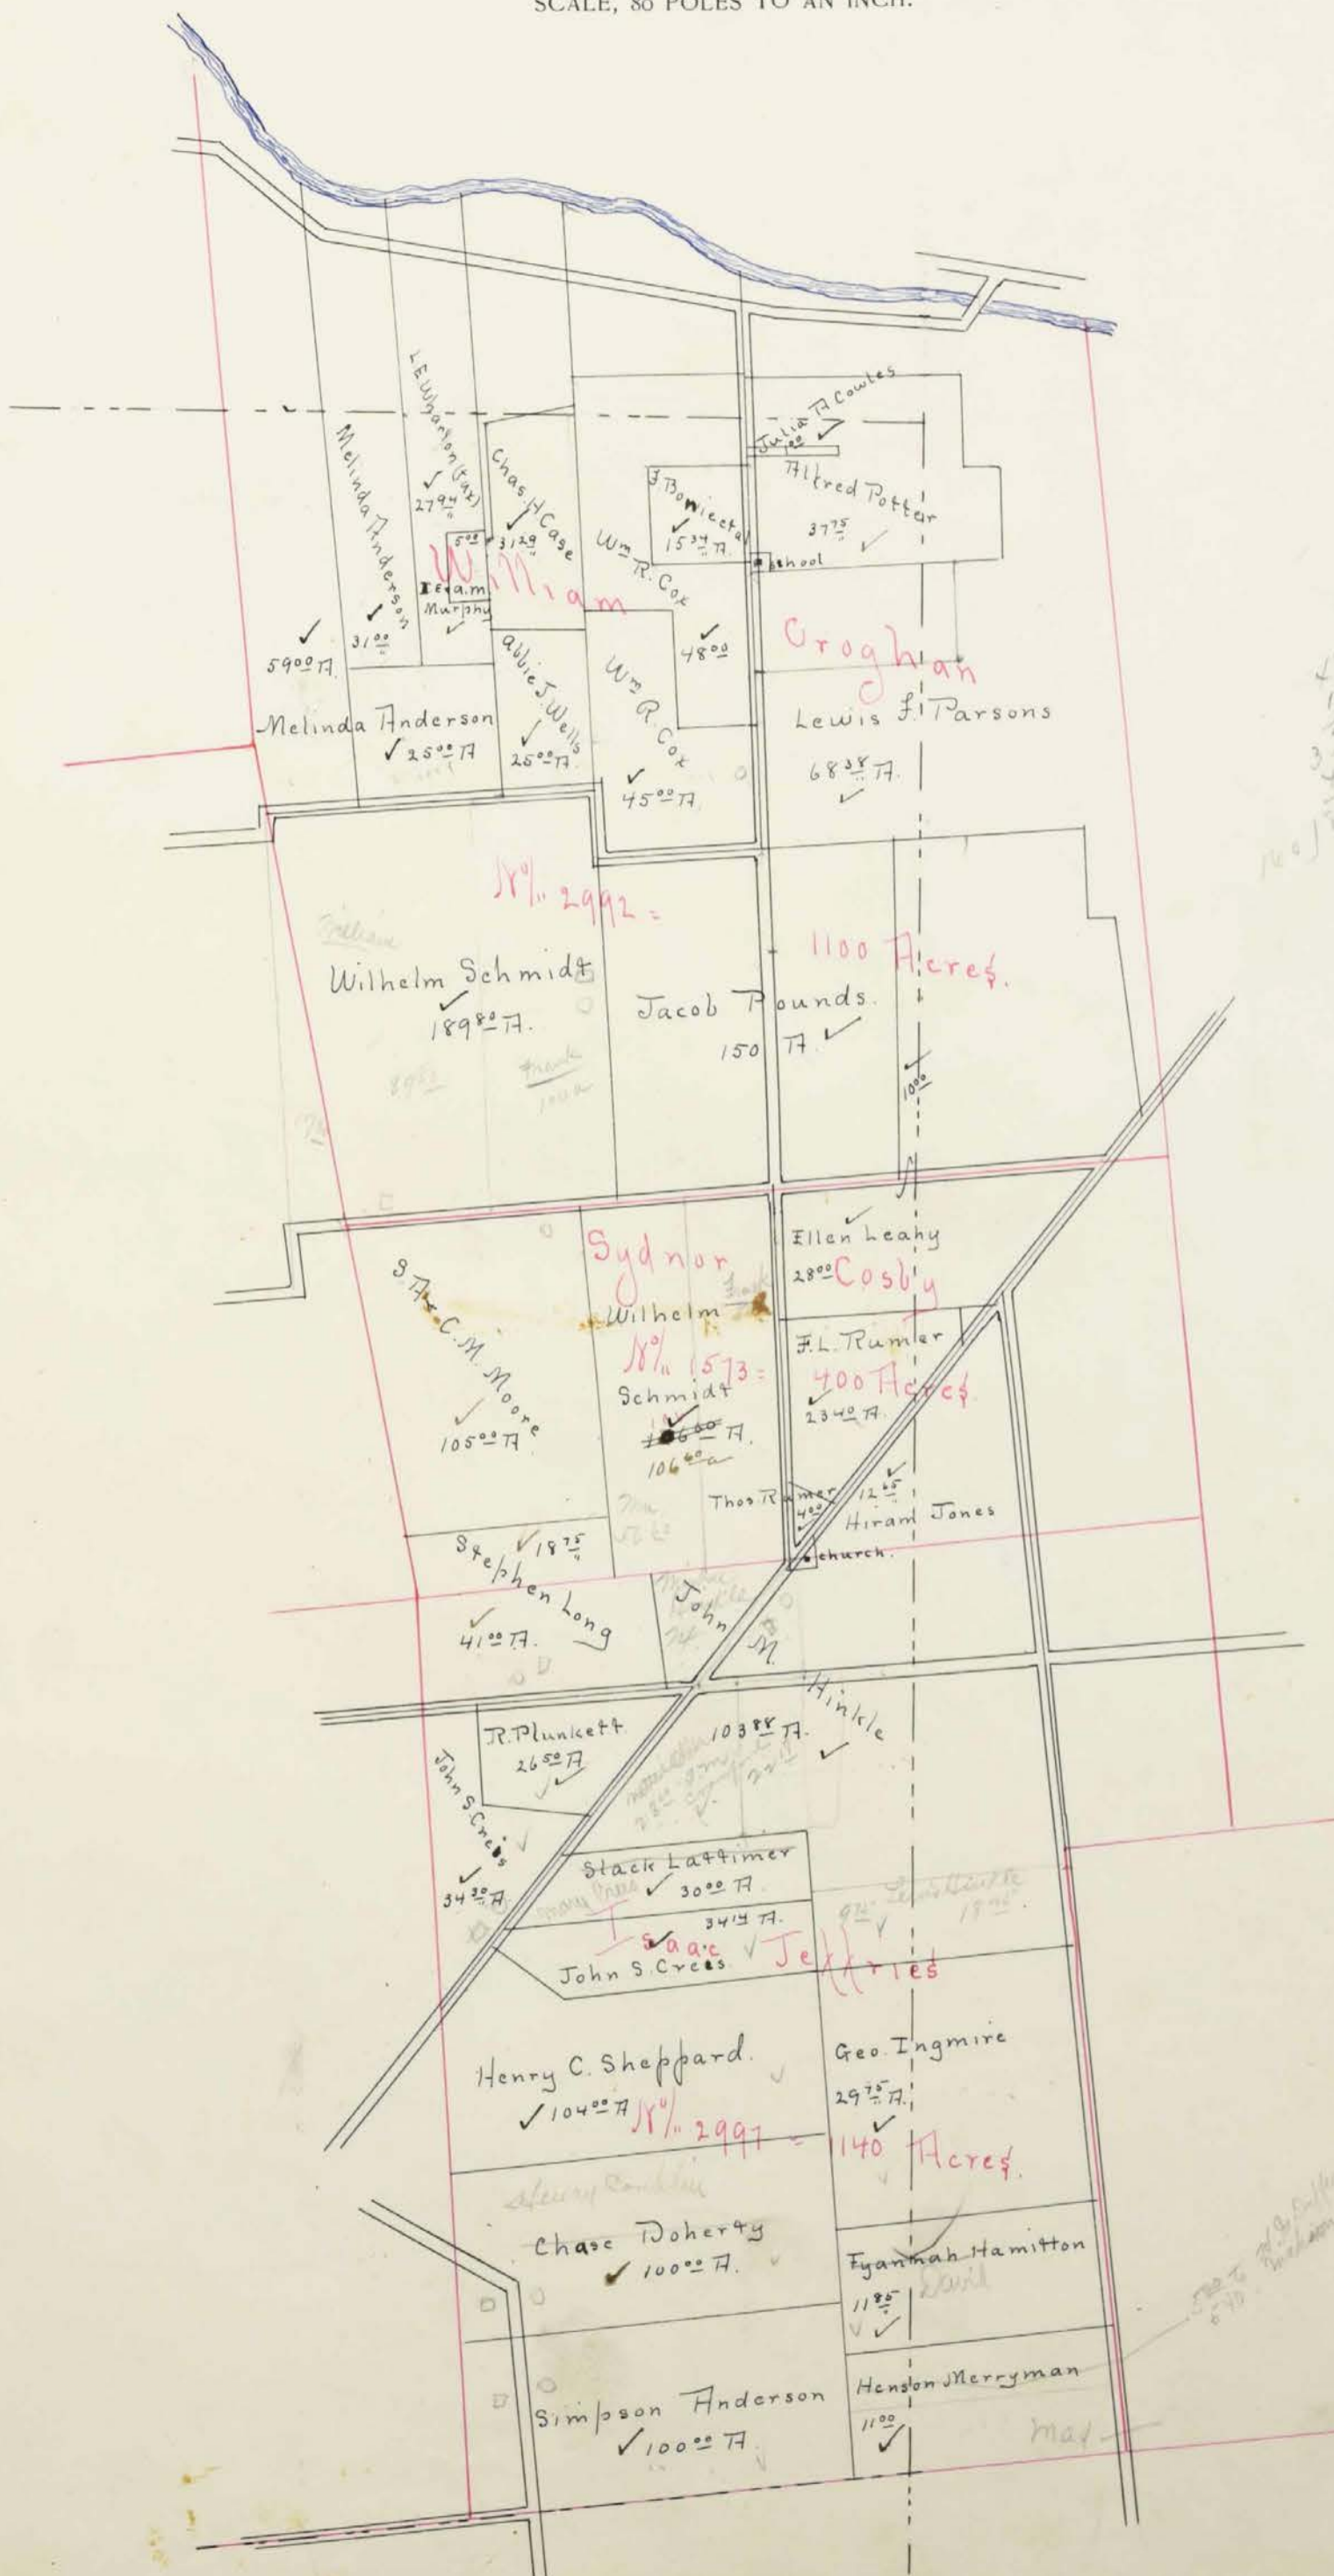 SCALE, 80 POLES TO AN INCH.
Julia A Cowles
1.00
Alfred Potter
37 75
school
L E Wharton (tax)
27 94
Melinda Anderson
31 00
59 00 A.
Chas. H Case
31 29
5 00
Murphy
Wm R. Cox
15 34 A.
48 00
William
Croghan
Abbie J. Wells
25 00 A.
Wm R. Cox
45 00 A.
Melinda Anderson
25 00 A
Lewis F. Parsons
68 38 A.
No. 2992 =
1100 Acres.
Wilhelm Schmidt
189 80 A.
Jacob Pounds.
150 A.
10 00
Frank
Sydnor
Cosby
Ellen Leahy
28 00
Wilhelm
Schmidt
106 60 a
No. 1573 =
400 Acres.
F. L. Rumer
23 40 A.
S A & C. M. Moore
105 00 A
Thos Rumer
4 00
12 65
Hiram Jones
church.
Stephen Long
18 75
41 00 A.
John M. Hinkle
103 88 A.
R. Plunkett.
26 50 A
John S. Crees
34 30 A
Slack Lattimer
30 00 A
34 14 A.
John S. Crees.
Isaac Jeffries
Henry C. Sheppard.
104 00 A
Geo. Ingmire
29 75 A.
No. 2997 = 1140 Acres.
Chase Doherty
100 00 A.
Fyannah Hamilton
David
11 85
Simpson Anderson
100 00 A
Henson Merryman
11 00